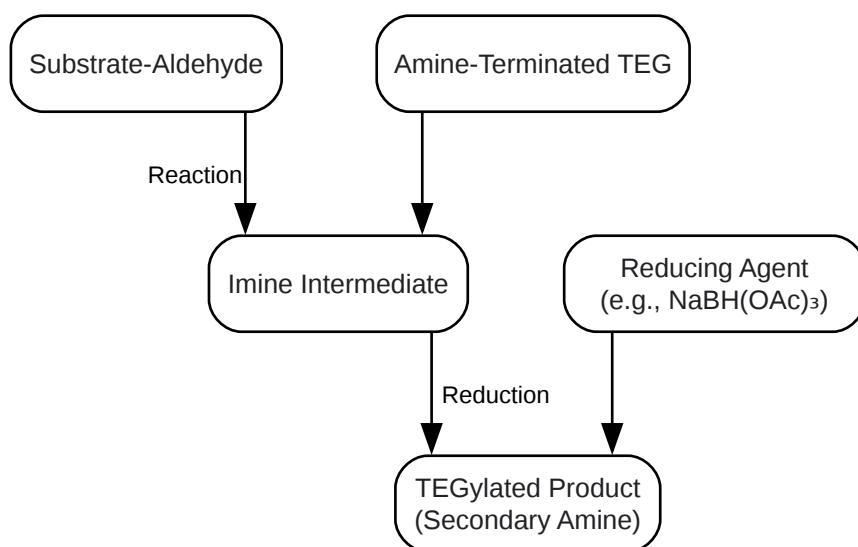 Substrate-Aldehyde
Amine-Terminated TEG
Reaction
Imine Intermediate
Reducing Agent
(e.g., NaBH(OAc)₃)
Reduction
TEGylated Product
(Secondary Amine)